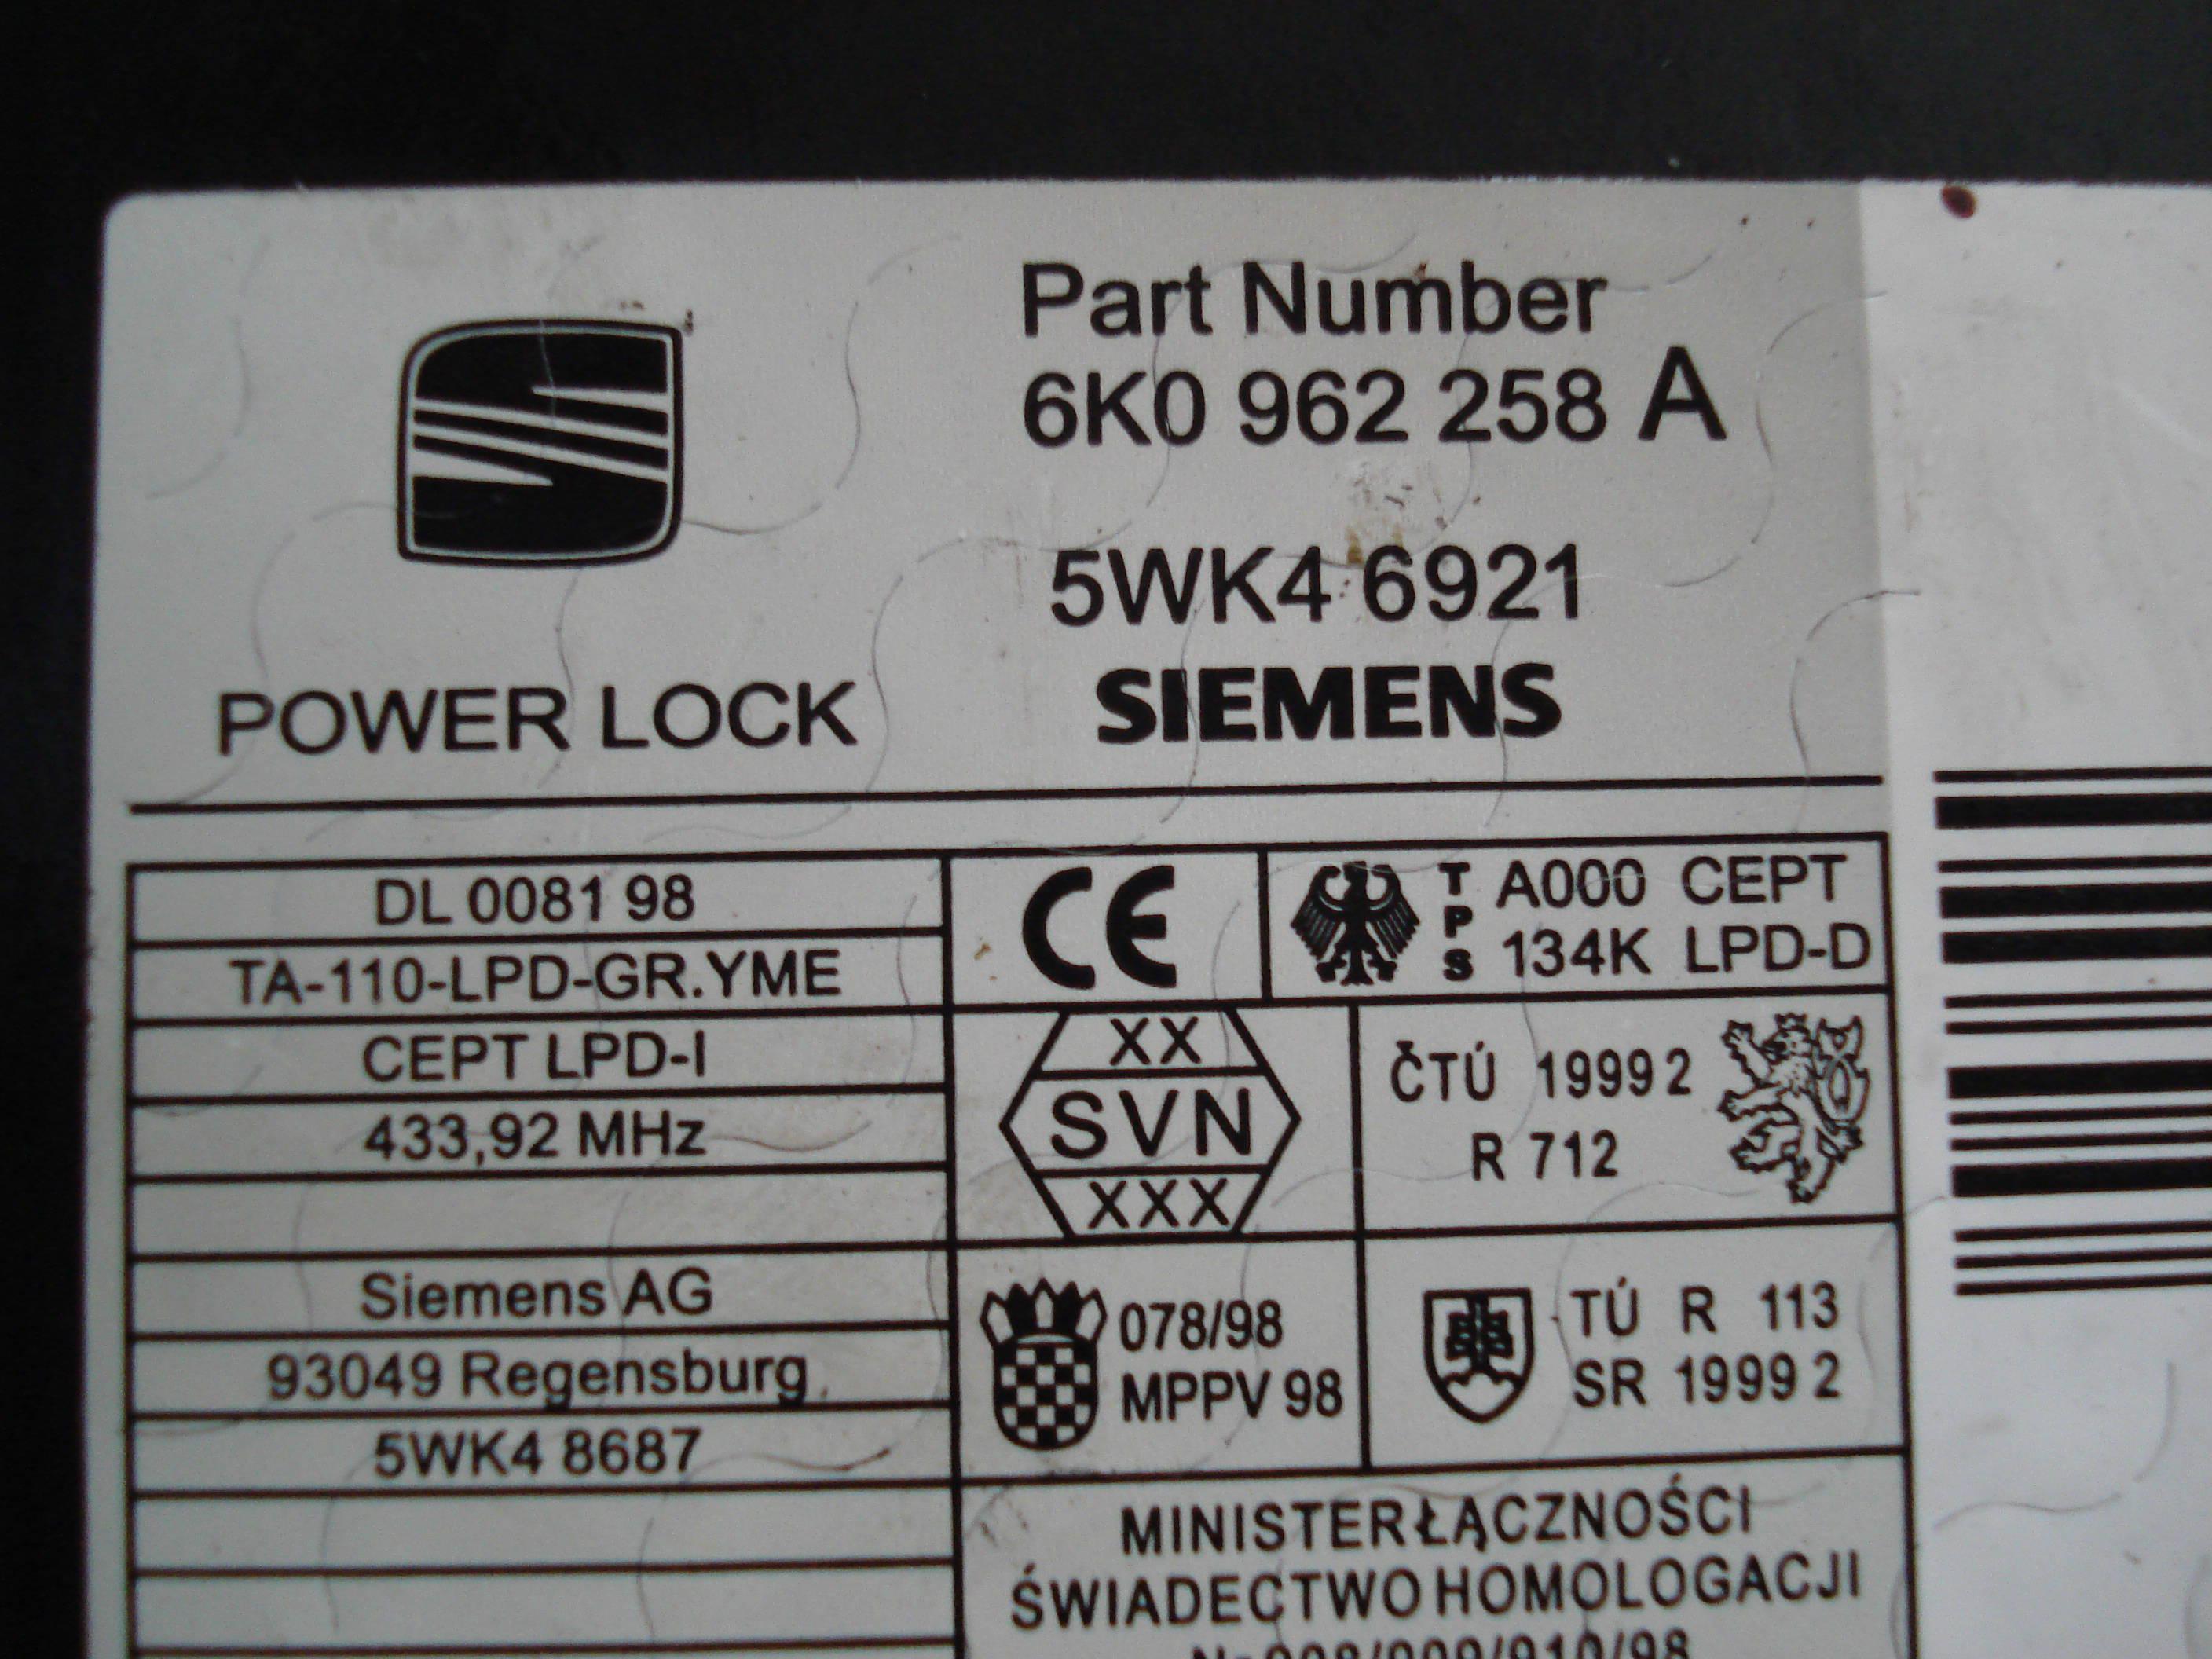 Part Number
6K0 962 258 A
5WK4 6921
POWER LOCK
SIEMENS
DL 0081 98
TA-110-LPD-GR.YME
CEPT LPD-I
433,92 MHz
Siemens AG
93049 Regensburg
5WK4 8687
CE
TPS
A000 CEPT
134K LPD-D
XX
SVN
XXX
ČTÚ 1999 2
R 712
078/98
MPPV 98
TÚ R 113
SR 1999 2
MINISTER ŁĄCZNOŚCI
ŚWIADECTWO HOMOLOGACJI